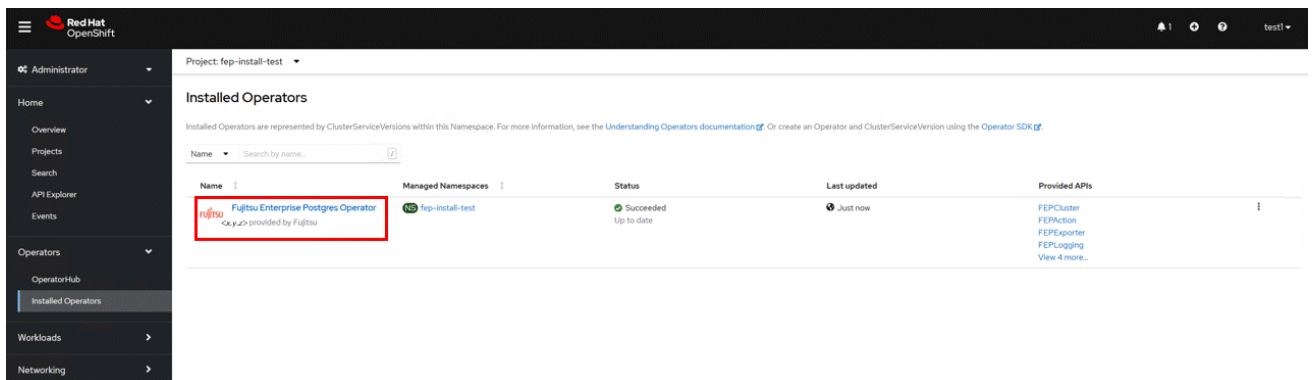 Red Hat
OpenShift
1
test1
Administrator
Project: fep-install-test
Home
Overview
Projects
Search
API Explorer
Events
Operators
OperatorHub
Installed Operators
Workloads
Networking
Installed Operators
Installed Operators are represented by ClusterServiceVersions within this Namespace. For more information, see the Understanding Operators documentation. Or create an Operator and ClusterServiceVersion using the Operator SDK.
Name Search by name... /
Name Managed Namespaces Status Last updated Provided APIs
FUJITSU Fujitsu Enterprise Postgres Operator NS fep-install-test Succeeded Just now FEPCluster
<x.y.z> provided by Fujitsu Up to date FEPAction
FEPExporter
FEPLogging
View 4 more...